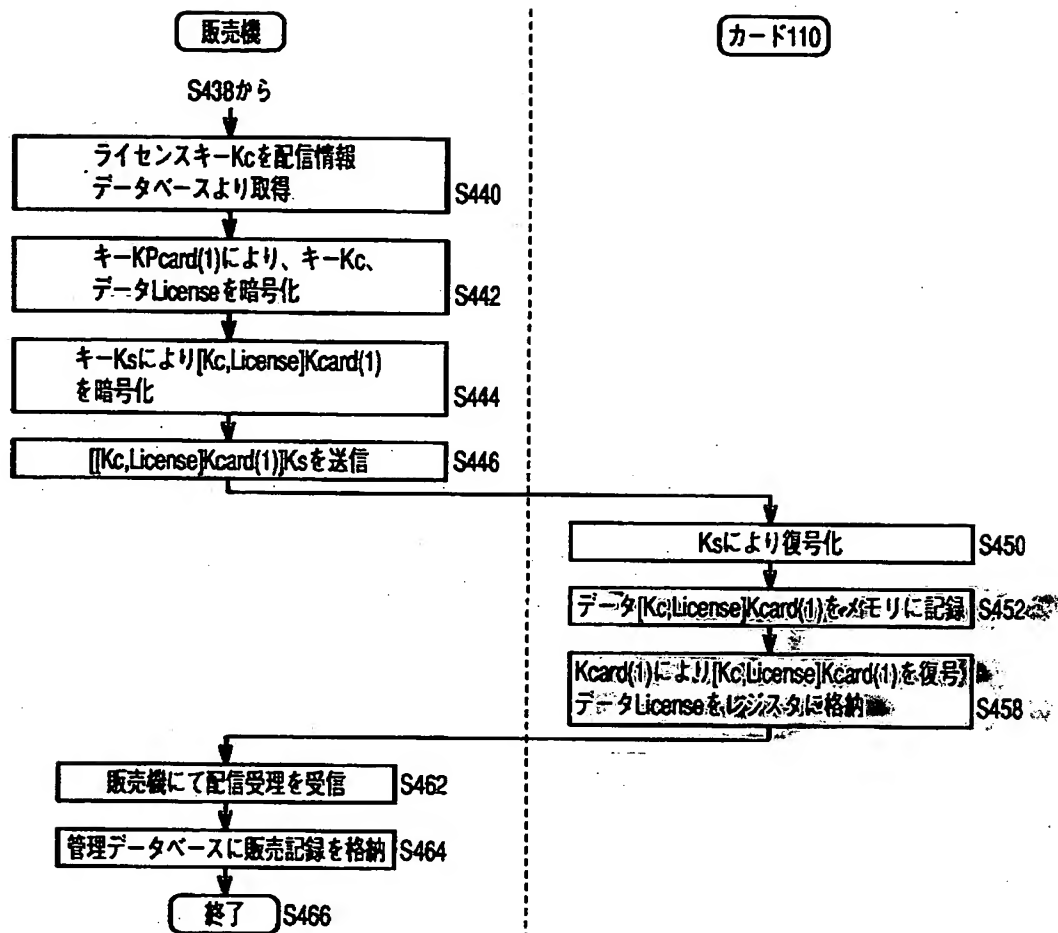 販売機
カード110
S438から
ライセンスキーKcを配信情報
データベースより取得
S440
キーKPcard(1)により、キーKc、
データLicenseを暗号化
S442
キーKsにより[Kc,License]Kcard(1)
を暗号化
S444
[[Kc,License]Kcard(1)]Ksを送信
S446
Ksにより復号化
S450
データ[Kc,License]Kcard(1)をメモリに記録
S452
Kcard(1)により[Kc,License]Kcard(1)を復号
データLicenseをレジスタに格納
S458
販売機にて配信受理を受信
S462
管理データベースに販売記録を格納
S464
終了
S466